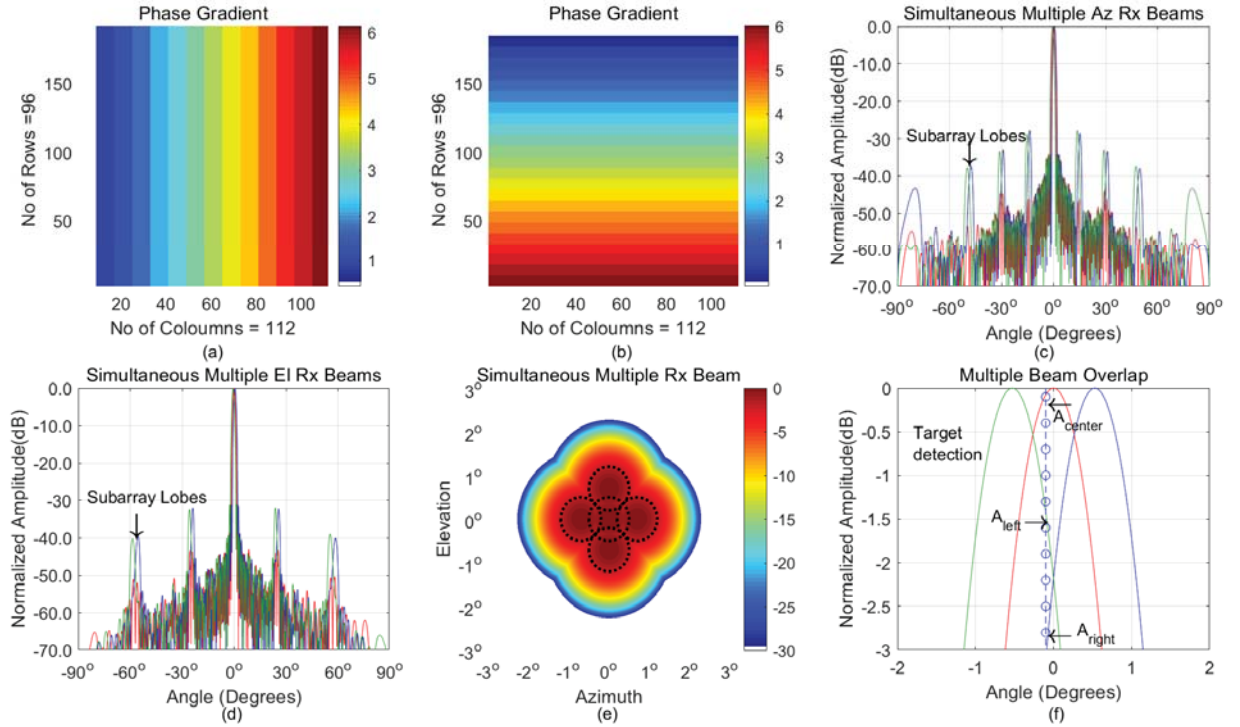 Phase Gradient
No of Rows =96
150
100
50
20 40 60 80 100
No of Coloumns = 112
6
5
4
3
2
1
(a)
Phase Gradient
No of Rows =96
150
100
50
20 40 60 80 100
No of Coloumns = 112
6
5
4
3
2
1
(b)
Simultaneous Multiple Az Rx Beams
Normalized Amplitude(dB)
0.0
-10.0
-20.0
-30.0
-40.0
-50.0
-60.0
-70.0
Subarray Lobes
-90° -60° -30° 0° 30° 60° 90°
Angle (Degrees)
(c)
Simultaneous Multiple El Rx Beams
Normalized Amplitude(dB)
0.0
-10.0
-20.0
-30.0
-40.0
-50.0
-60.0
-70.0
Subarray Lobes
-90° -60° -30° 0° 30° 60° 90°
Angle (Degrees)
(d)
Simultaneous Multiple Rx Beam
Elevation
3°
2°
1°
0°
-1°
-2°
-3°
-3° -2° -1° 0° 1° 2° 3°
Azimuth
0
-5
-10
-15
-20
-25
-30
(e)
Multiple Beam Overlap
Normalized Amplitude(dB)
0
-0.5
-1
-1.5
-2
-2.5
-3
Target
detection
A center
A left
A right
-2 -1 0 1 2
Angle (Degrees)
(f)